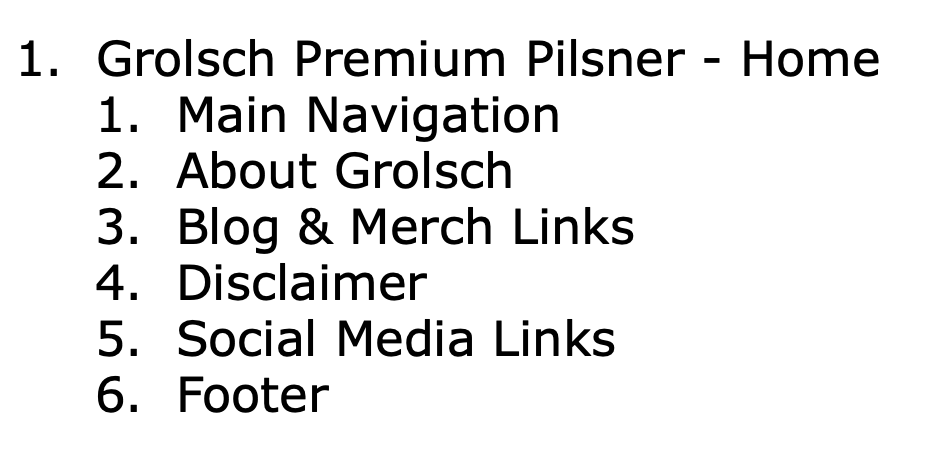 1. Grolsch Premium Pilsner - Home
1. Main Navigation
2. About Grolsch
3. Blog & Merch Links
4. Disclaimer
5. Social Media Links
6. Footer